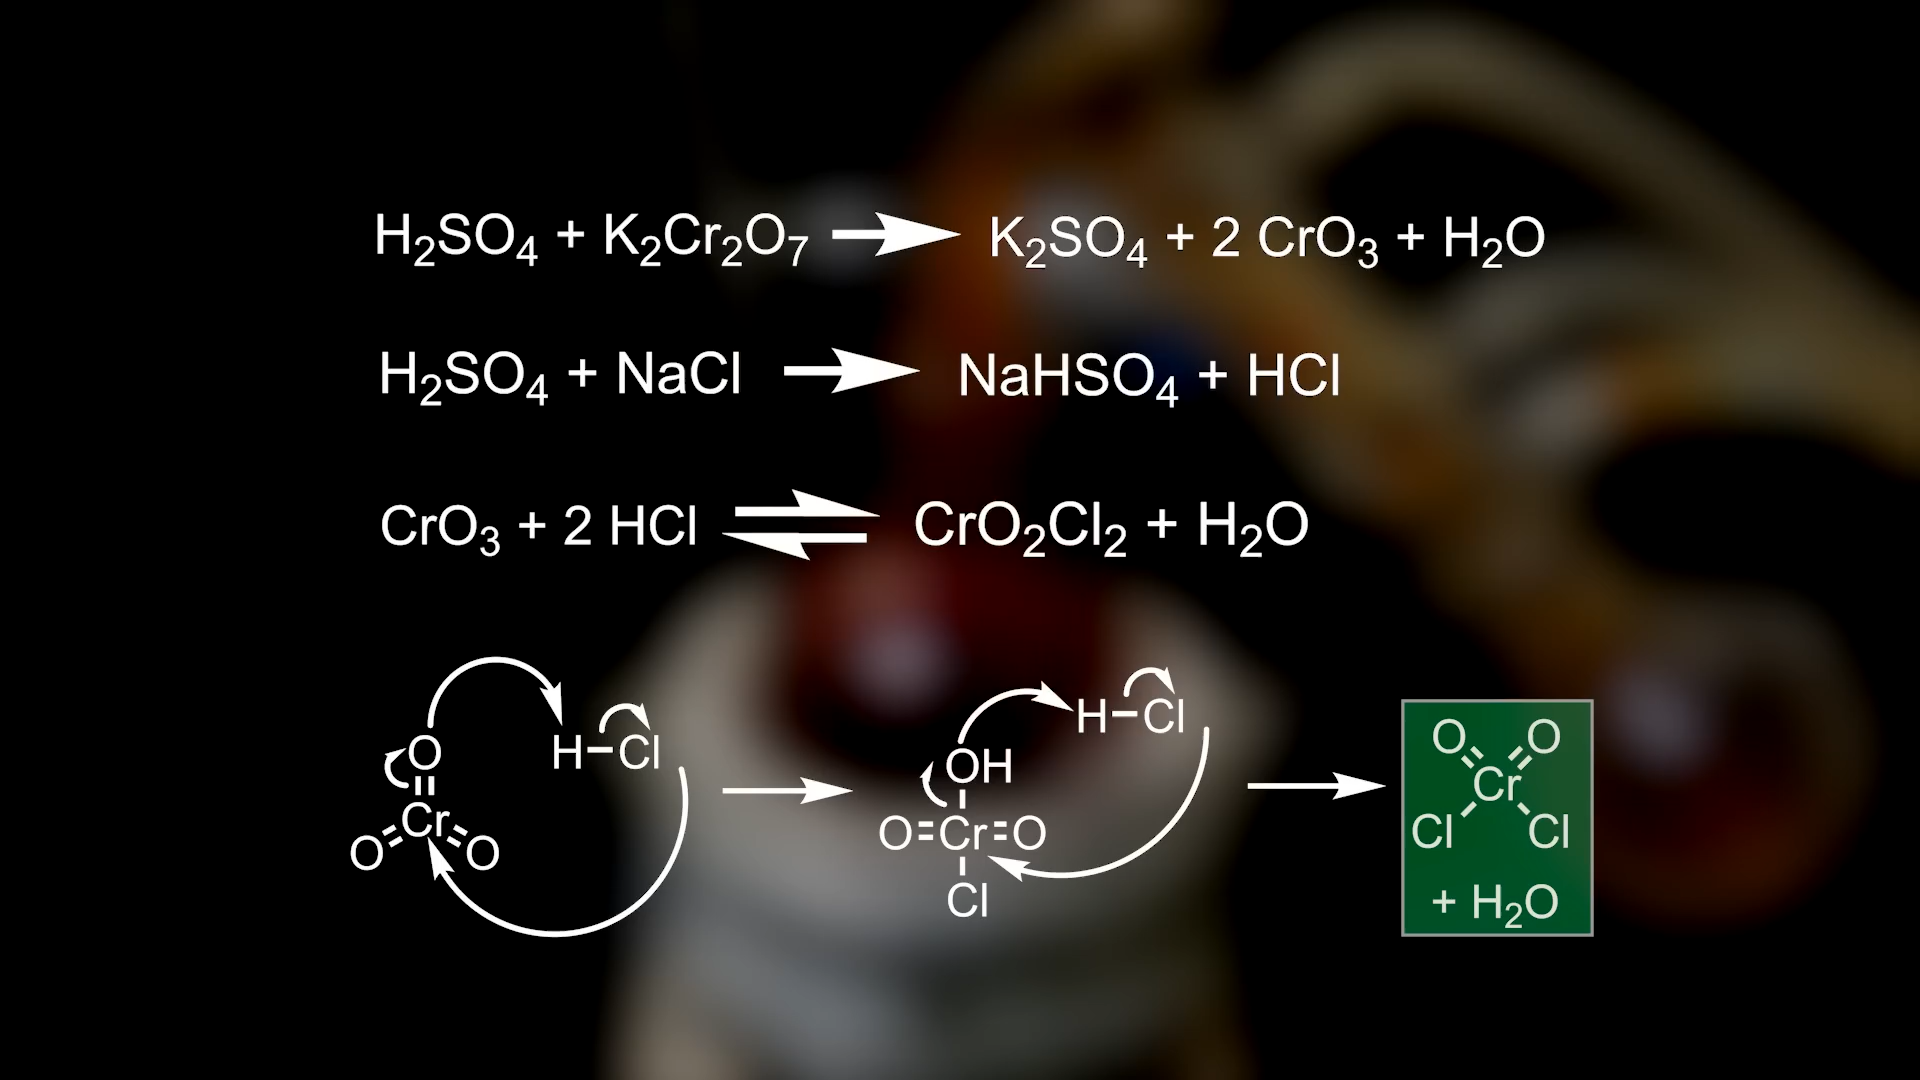 H₂SO₄ + K₂Cr₂O₇ → K₂SO₄ + 2 CrO₃ + H₂O
H₂SO₄ + NaCl → NaHSO₄ + HCl
CrO₃ + 2 HCl ⇌ CrO₂Cl₂ + H₂O
O
H–Cl
Cr
O
O
H–Cl
OH
O=Cr=O
Cl
O O
Cr
Cl Cl
+ H₂O